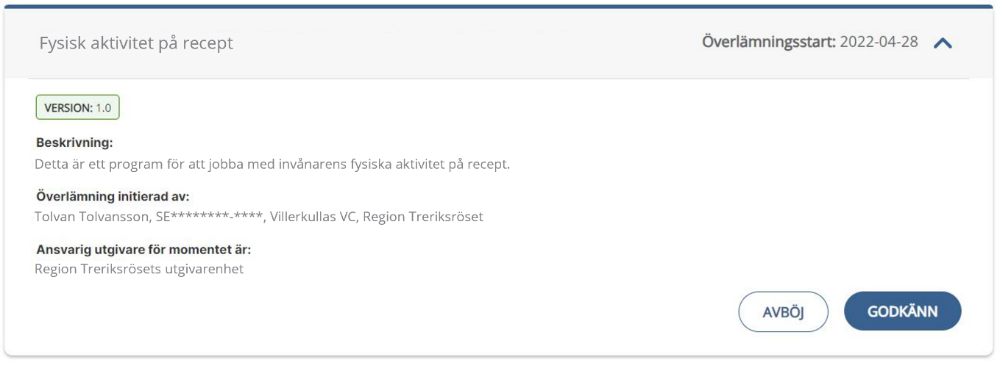 Fysisk aktivitet på recept
Överlämningsstart: 2022-04-28
VERSION: 1.0
Beskrivning:
Detta är ett program för att jobba med invånarens fysiska aktivitet på recept.
Överlämning initierad av:
Tolvan Tolvansson, SE********-****, Villerkullas VC, Region Treriksröset
Ansvarig utgivare för momentet är:
Region Treriksrösets utgivarenhet
AVBÖJ
GODKÄNN